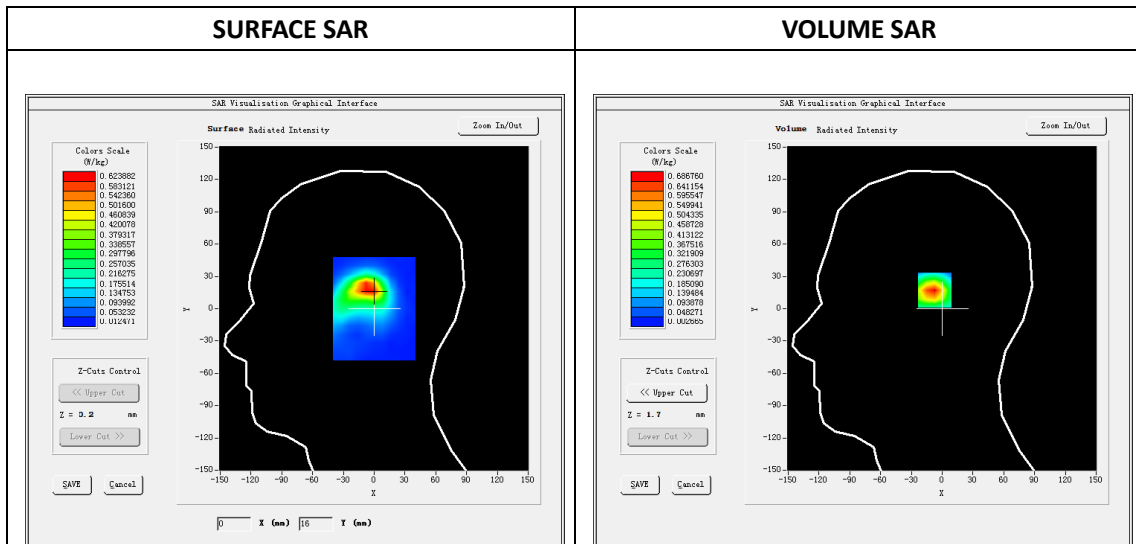 SURFACE SAR
VOLUME SAR
SAR Visualisation Graphical Interface
Surface Radiated Intensity
Zoom In/Out
Colors Scale
(W/kg)
0.623882
0.583121
0.542360
0.501600
0.460839
0.420078
0.379317
0.338557
0.297796
0.257035
0.216275
0.175514
0.134753
0.093992
0.053232
0.012471
150
120
90
60
30
0
-30
-60
-90
-120
-150
Y
-150 -120 -90 -60 -30 0 30 60 90 120 150
X
Z-Cuts Control
<< Upper Cut
Z = 0.2 mm
Lower Cut >>
SAVE Cancel
0 X (mm) 16 Y (mm)
SAR Visualisation Graphical Interface
Volume Radiated Intensity
Zoom In/Out
Colors Scale
(W/kg)
0.686760
0.641154
0.595547
0.549941
0.504335
0.458728
0.413122
0.367516
0.321909
0.276303
0.230697
0.185090
0.139484
0.093878
0.048271
0.002665
150
120
90
60
30
0
-30
-60
-90
-120
-150
Y
-150 -120 -90 -60 -30 0 30 60 90 120 150
X
Z-Cuts Control
<< Upper Cut
Z = 1.7 mm
Lower Cut >>
SAVE Cancel